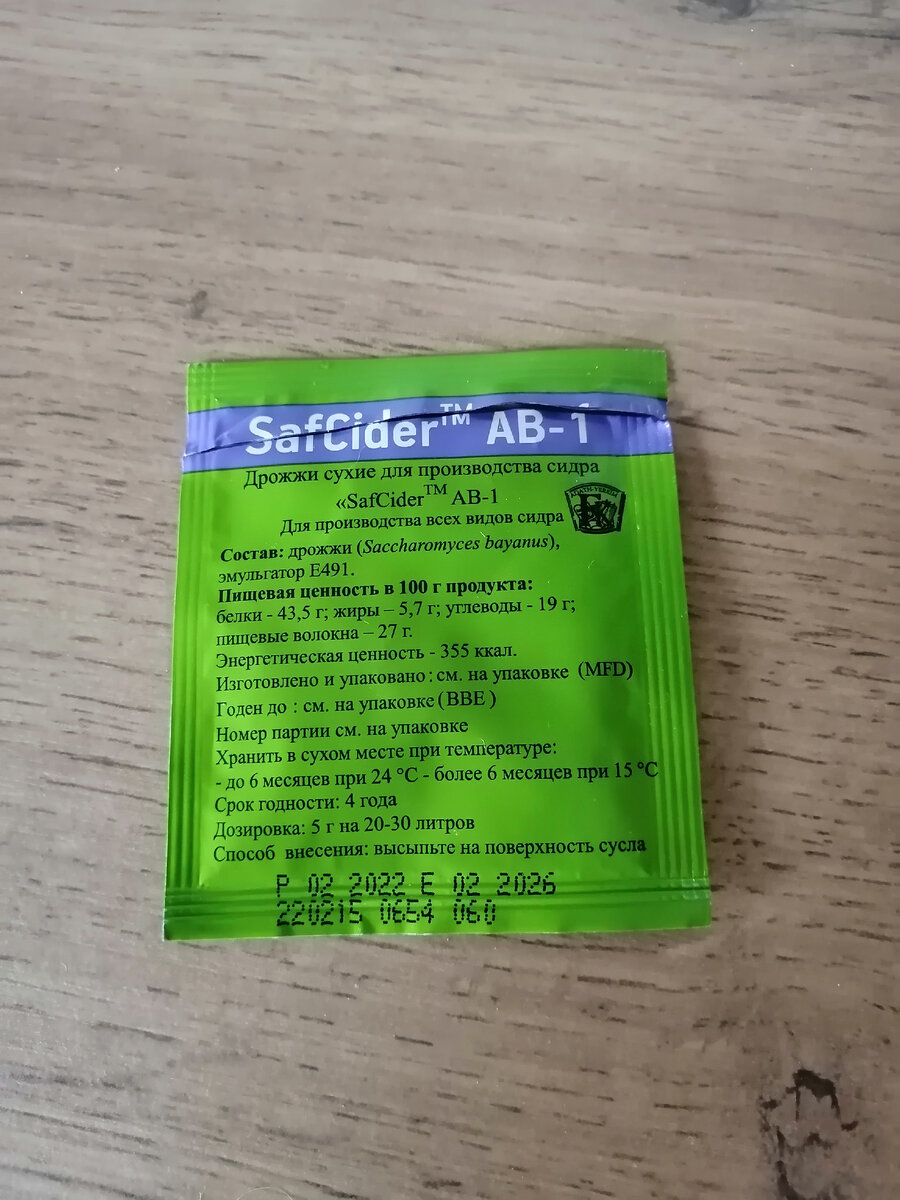 SafCider™ AB-1
Дрожжи сухие для производства сидра
«SafCider™ AB-1
Для производства всех видов сидра
Состав: дрожжи (Saccharomyces bayanus),
эмульгатор Е491.
Пищевая ценность в 100 г продукта:
белки - 43,5 г; жиры – 5,7 г; углеводы - 19 г;
пищевые волокна – 27 г.
Энергетическая ценность - 355 ккал.
Изготовлено и упаковано : см. на упаковке (MFD)
Годен до : см. на упаковке ( BBE )
Номер партии см. на упаковке
Хранить в сухом месте при температуре:
- до 6 месяцев при 24 °C - более 6 месяцев при 15 °C
Срок годности: 4 года
Дозировка: 5 г на 20-30 литров
Способ внесения: высыпьте на поверхность сусла
P 02 2022 E 02 2026
220215 0654 060